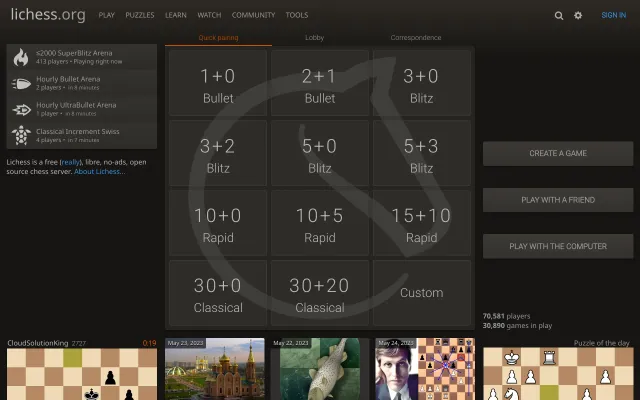 lichess.org PLAY PUZZLES LEARN WATCH COMMUNITY TOOLS SIGN IN
Quick pairing Lobby Correspondence
≤2000 SuperBlitz Arena
413 players • Playing right now
Hourly Bullet Arena
2 players • in 8 minutes
Hourly UltraBullet Arena
1 player • in 8 minutes
Classical Increment Swiss
4 players • in 7 minutes
Lichess is a free (really), libre, no-ads, open
source chess server. About Lichess...
1+0
Bullet
2+1
Bullet
3+0
Blitz
3+2
Blitz
5+0
Blitz
5+3
Blitz
10+0
Rapid
10+5
Rapid
15+10
Rapid
30+0
Classical
30+20
Classical
Custom
CREATE A GAME
PLAY WITH A FRIEND
PLAY WITH THE COMPUTER
70,581 players
30,890 games in play
CloudSolutionKing 2727 0:19
May 23, 2023
May 22, 2023
May 24, 2023
Puzzle of the day